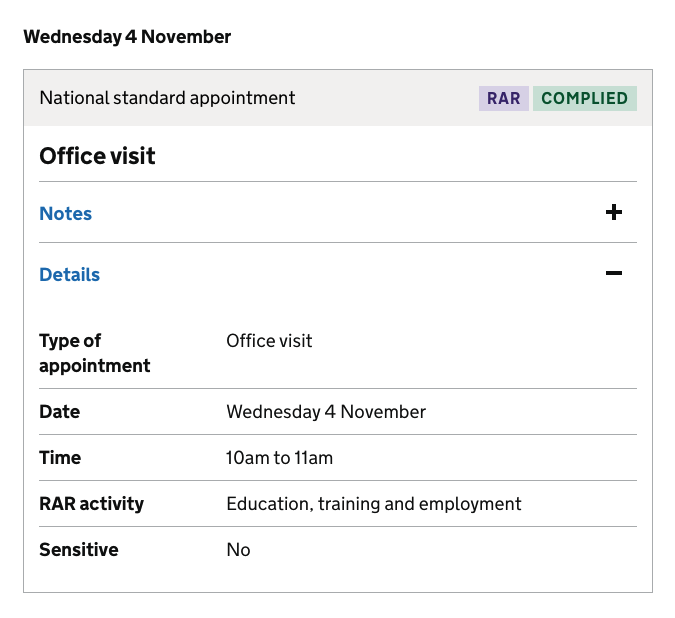 Wednesday 4 November
National standard appointment RAR COMPLIED
Office visit
Notes
Details
Type of appointment Office visit
Date Wednesday 4 November
Time 10am to 11am
RAR activity Education, training and employment
Sensitive No